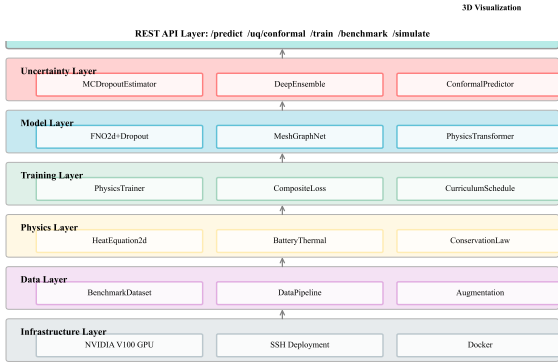 3D Visualization
REST API Layer: /predict /uq/conformal /train /benchmark /simulate
Uncertainty Layer
MCDropoutEstimator
DeepEnsemble
ConformalPredictor
Model Layer
FNO2d+Dropout
MeshGraphNet
PhysicsTransformer
Training Layer
PhysicsTrainer
CompositeLoss
CurriculumSchedule
Physics Layer
HeatEquation2d
BatteryThermal
ConservationLaw
Data Layer
BenchmarkDataset
DataPipeline
Augmentation
Infrastructure Layer
NVIDIA V100 GPU
SSH Deployment
Docker